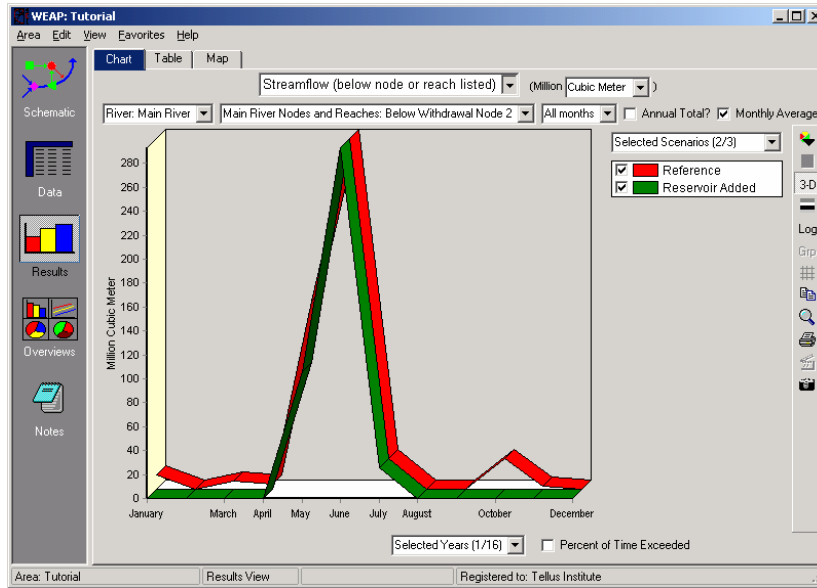 WEAP: Tutorial
Area Edit View Favorites Help
Chart Table Map
Streamflow (below node or reach listed) (Million Cubic Meter )
River: Main River Main River Nodes and Reaches: Below Withdrawal Node 2 All months Annual Total? Monthly Average
Selected Scenarios (2/3)
Reference
Reservoir Added
Schematic
Data
Results
Overviews
Notes
3-D
Log
Grp
Million Cubic Meter
280
260
240
220
200
180
160
140
120
100
80
60
40
20
0
January March April May June July August October December
Selected Years (1/16) Percent of Time Exceeded
Area: Tutorial Results View Registered to: Tellus Institute